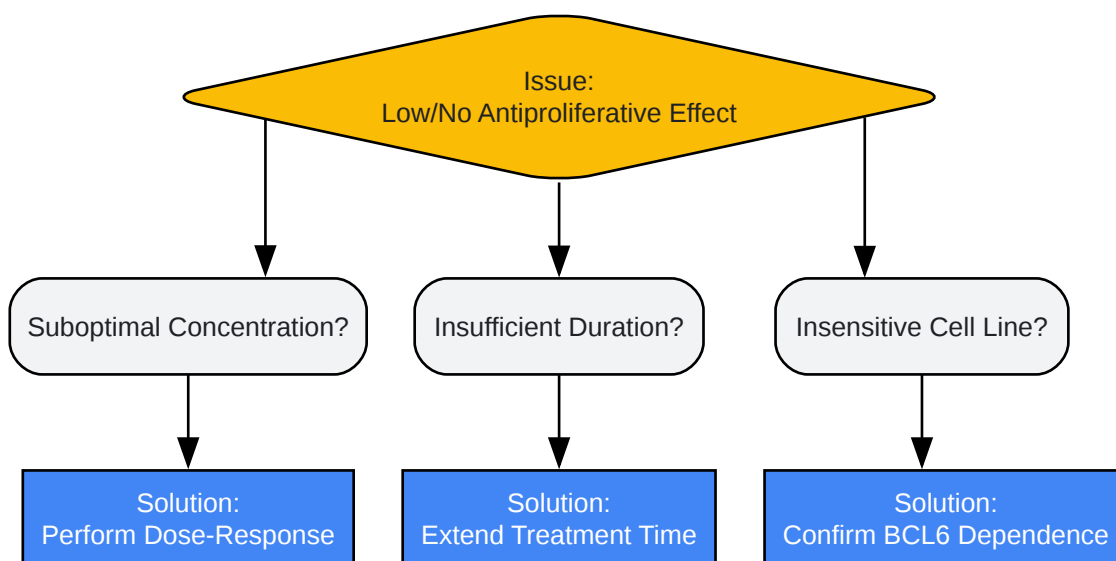 Issue:
Low/No Antiproliferative Effect
Suboptimal Concentration?
Insufficient Duration?
Insensitive Cell Line?
Solution:
Perform Dose-Response
Solution:
Extend Treatment Time
Solution:
Confirm BCL6 Dependence